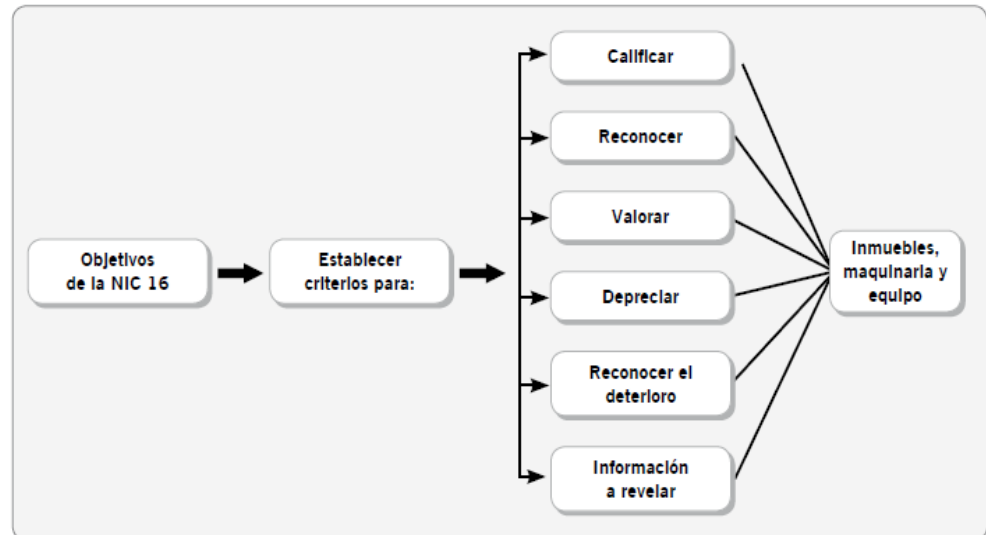 Objetivos
de la NIC 16
Establecer
criterios para:
Calificar
Reconocer
Valorar
Depreciar
Reconocer el
deterloro
Información
a revelar
Inmuebles,
maquinaria y
equipo